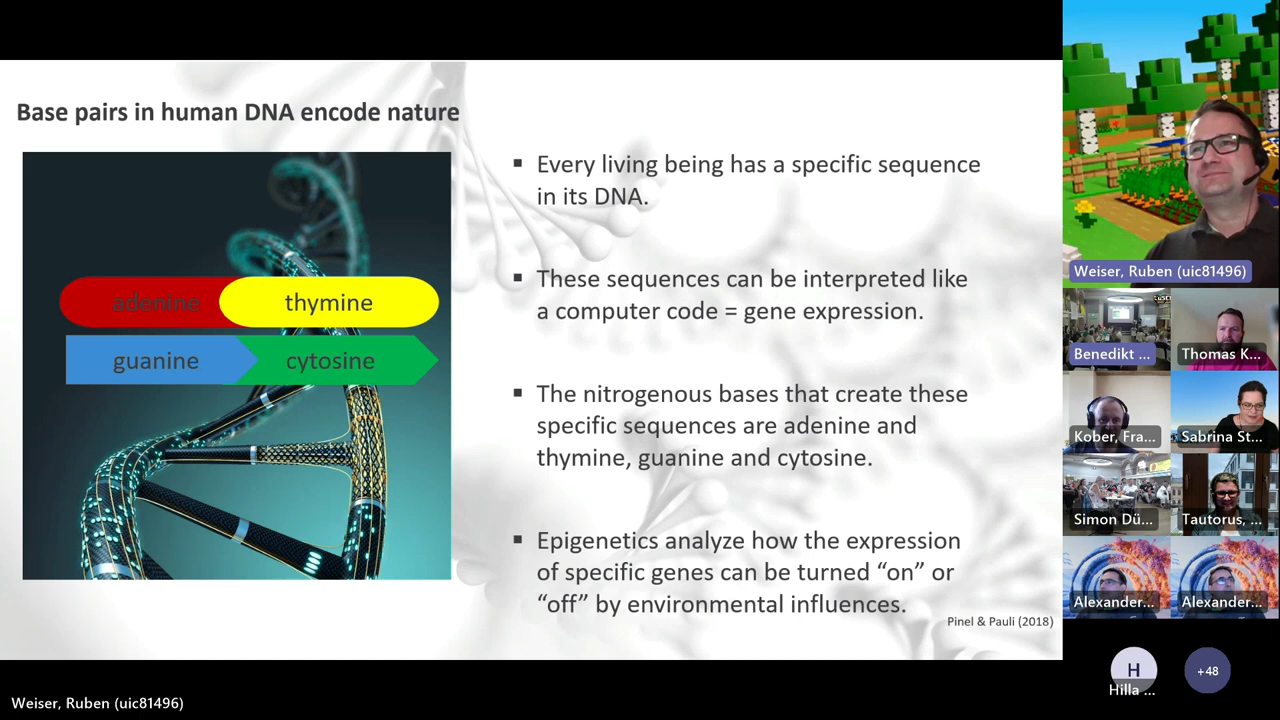 Base pairs in human DNA encode nature
adenine
thymine
guanine
cytosine
▪ Every living being has a specific sequence
in its DNA.
▪ These sequences can be interpreted like
a computer code = gene expression.
▪ The nitrogenous bases that create these
specific sequences are adenine and
thymine, guanine and cytosine.
▪ Epigenetics analyze how the expression
of specific genes can be turned “on” or
“off” by environmental influences.
Pinel & Pauli (2018)
Weiser, Ruben (uic81496)
Benedikt ...
Thomas K...
Kober, Fra...
Sabrina St...
Simon Dü...
Tautorus, ...
Alexander...
Alexander...
H
Hilla ...
+48
Weiser, Ruben (uic81496)